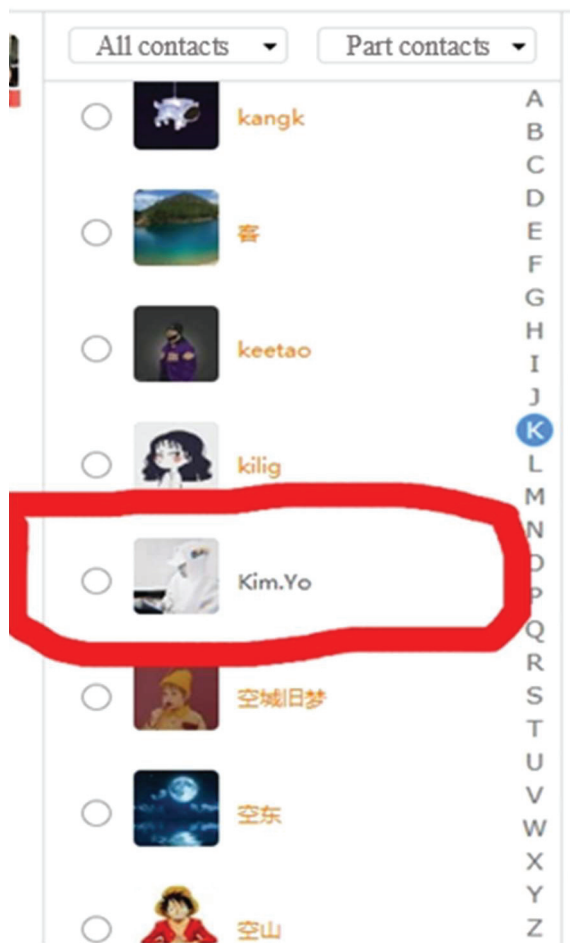 All contacts
Part contacts
kangk
客
keetao
kilig
Kim.Yo
空城旧梦
空东
空山
A
B
C
D
E
F
G
H
I
J
K
L
M
N
O
P
Q
R
S
T
U
V
W
X
Y
Z